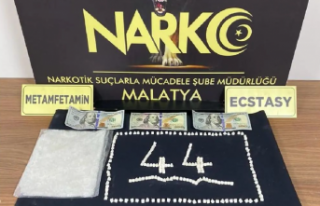 NARKO
NARKOTİK SUÇLARLA MÜCADELE ŞUBE MÜDÜRLÜĞÜ
MALATYA
METAMFETAMİN
ECSTASY
44